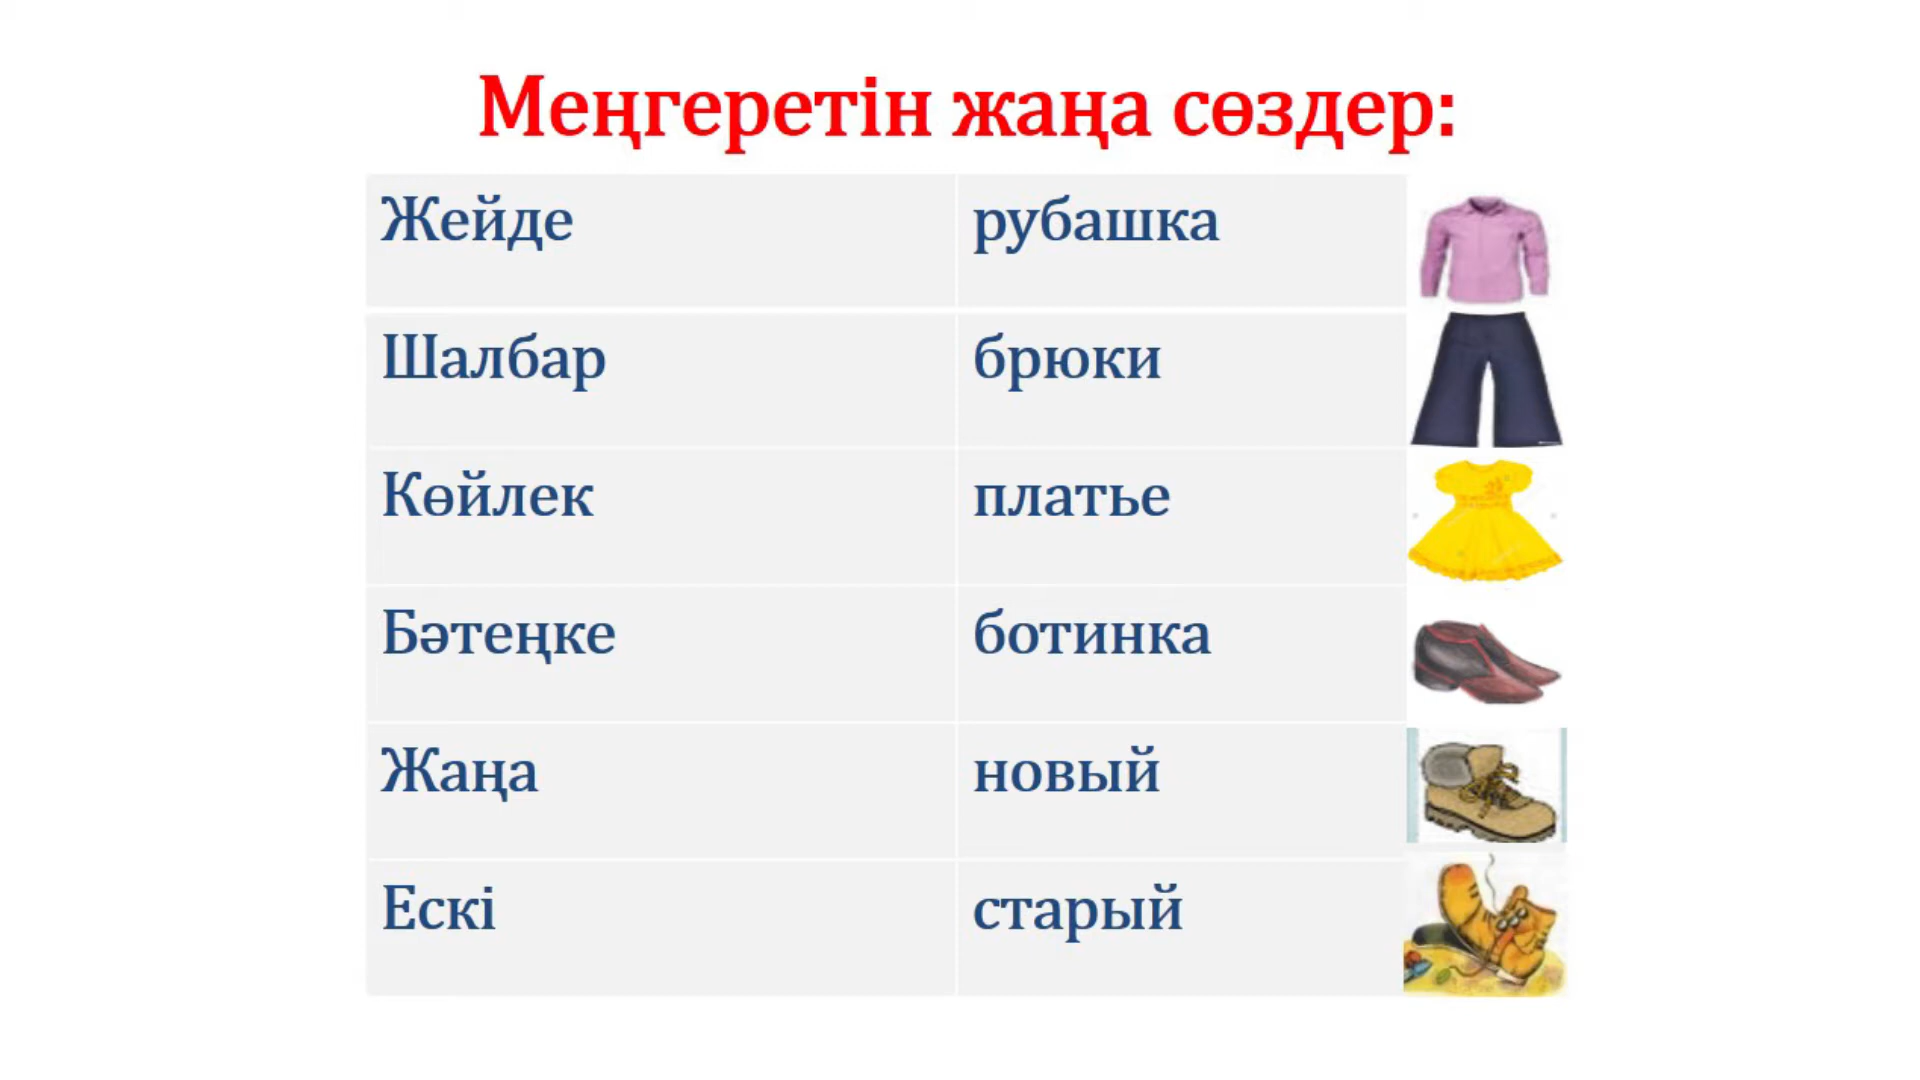 Меңгеретін жаңа сөздер:
Жейде рубашка
Шалбар брюки
Көйлек платье
Бәтеңке ботинка
Жаңа новый
Ескі старый